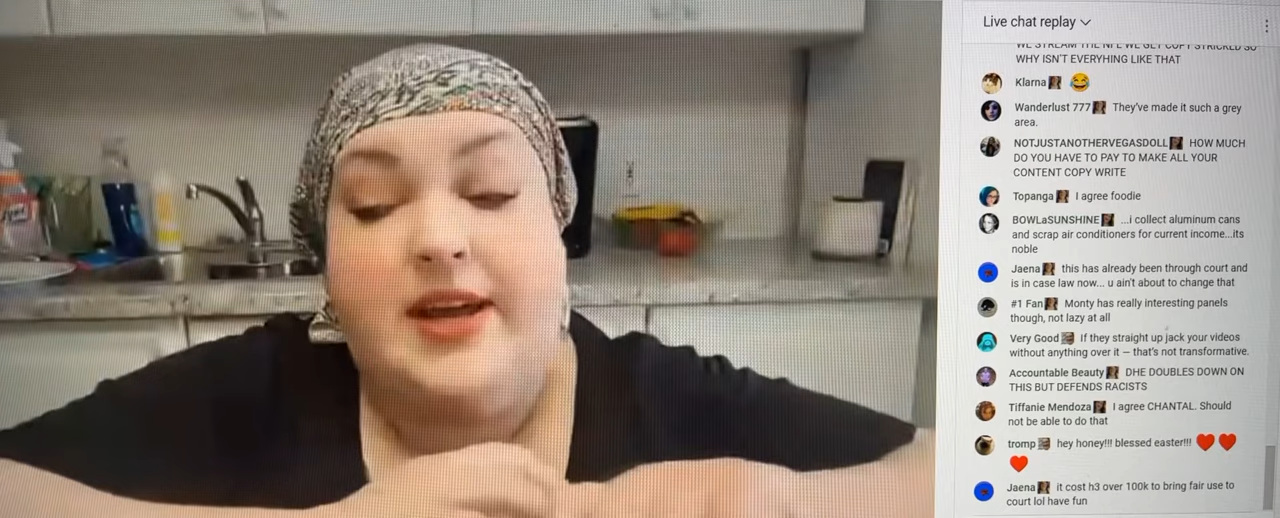 Live chat replay
WE STREAM THE NFL WE GET COPY STRICKED SO
WHY ISN'T EVERYHING LIKE THAT
Klarna 😂
Wanderlust 777 They've made it such a grey
area.
NOTJUSTANOTHERVEGASDOLL HOW MUCH
DO YOU HAVE TO PAY TO MAKE ALL YOUR
CONTENT COPY WRITE
Topanga I agree foodie
BOWLaSUNSHINE ...i collect aluminum cans
and scrap air conditioners for current income...its
noble
Jaena this has already been through court and
is in case law now... u ain't about to change that
#1 Fan Monty has really interesting panels
though, not lazy at all
Very Good If they straight up jack your videos
without anything over it – that's not transformative.
Accountable Beauty DHE DOUBLES DOWN ON
THIS BUT DEFENDS RACISTS
Tiffanie Mendoza I agree CHANTAL. Should
not be able to do that
tromp hey honey!!! blessed easter!!! ❤️❤️
❤️
Jaena it cost h3 over 100k to bring fair use to
court lol have fun